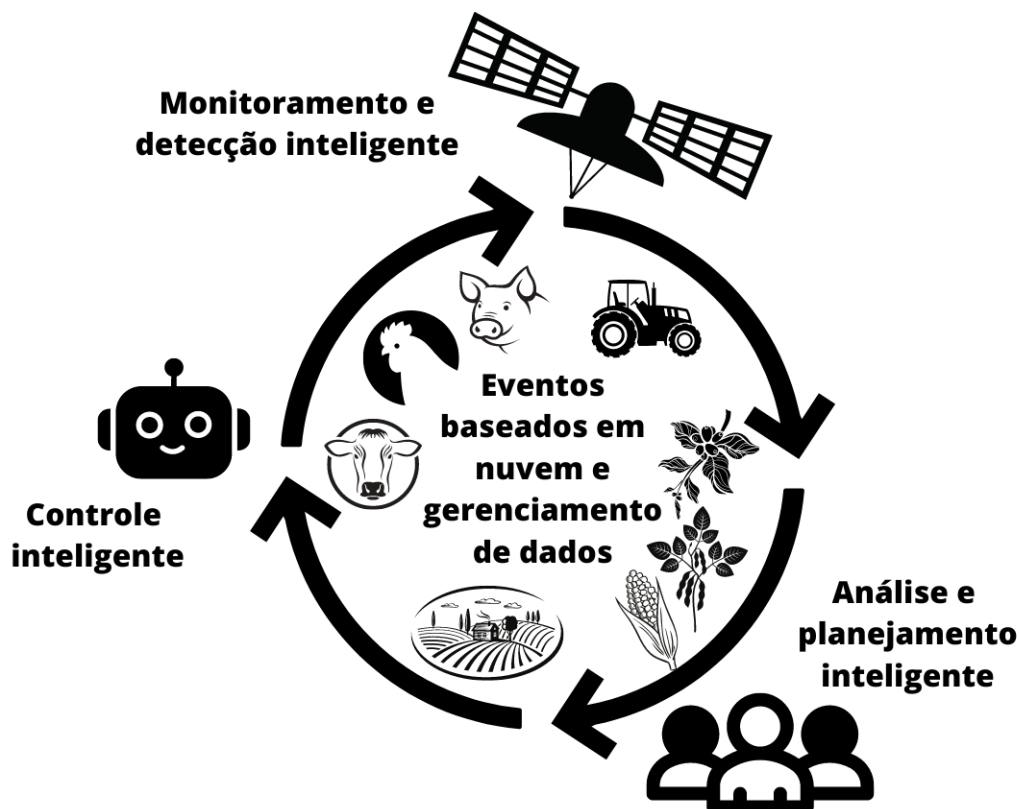 Monitoramento e
detecção inteligente
Eventos
baseados em
nuvem e
gerenciamento
de dados
Controle
inteligente
Análise e
planejamento
inteligente